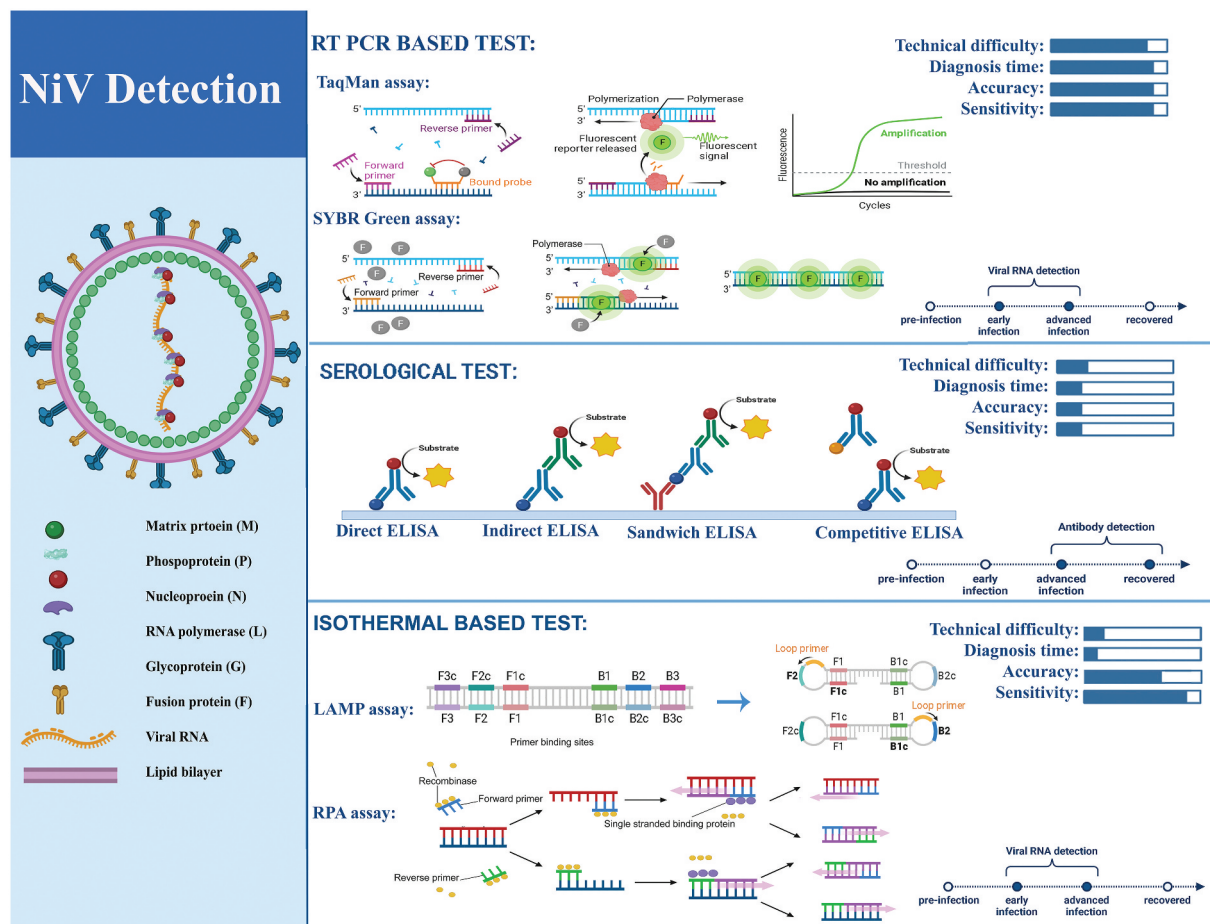 NiV Detection
Matrix prtoein (M)
Phospoprotein (P)
Nucleoproein (N)
RNA polymerase (L)
Glycoprotein (G)
Fusion protein (F)
Viral RNA
Lipid bilayer
RT PCR BASED TEST:
Technical difficulty:
Diagnosis time:
Accuracy:
Sensitivity:
TaqMan assay:
5'
Reverse primer
Forward primer
Bound probe
3'
Polymerization
Polymerase
5'
3'
Fluorescent
reporter released
F
Fluorescent
signal
5'
3'
Fluorescence
Amplification
Threshold
No amplification
Cycles
SYBR Green assay:
F
F
5'
Reverse primer
Forward primer
3'
F
F
Polymerase
F
5'
3'
F
5'
3'
F
F
5'
3'
F
F
F
Viral RNA detection
pre-infection
early
infection
advanced
infection
recovered
SEROLOGICAL TEST:
Technical difficulty:
Diagnosis time:
Accuracy:
Sensitivity:
Substrate
Substrate
Substrate
Substrate
Direct ELISA
Indirect ELISA
Sandwich ELISA
Competitive ELISA
Antibody detection
pre-infection
early
infection
advanced
infection
recovered
ISOTHERMAL BASED TEST:
Technical difficulty:
Diagnosis time:
Accuracy:
Sensitivity:
LAMP assay:
F3c F2c F1c B1 B2 B3
F3 F2 F1 B1c B2c B3c
Primer binding sites
Loop primer
F2
F1
F1c
B1
B1c
B2c
F1c
B1
Loop primer
F2c
F1
B1c
B2
RPA assay:
Recombinase
Forward primer
Single stranded binding protein
Reverse primer
Viral RNA detection
pre-infection
early
infection
advanced
infection
recovered